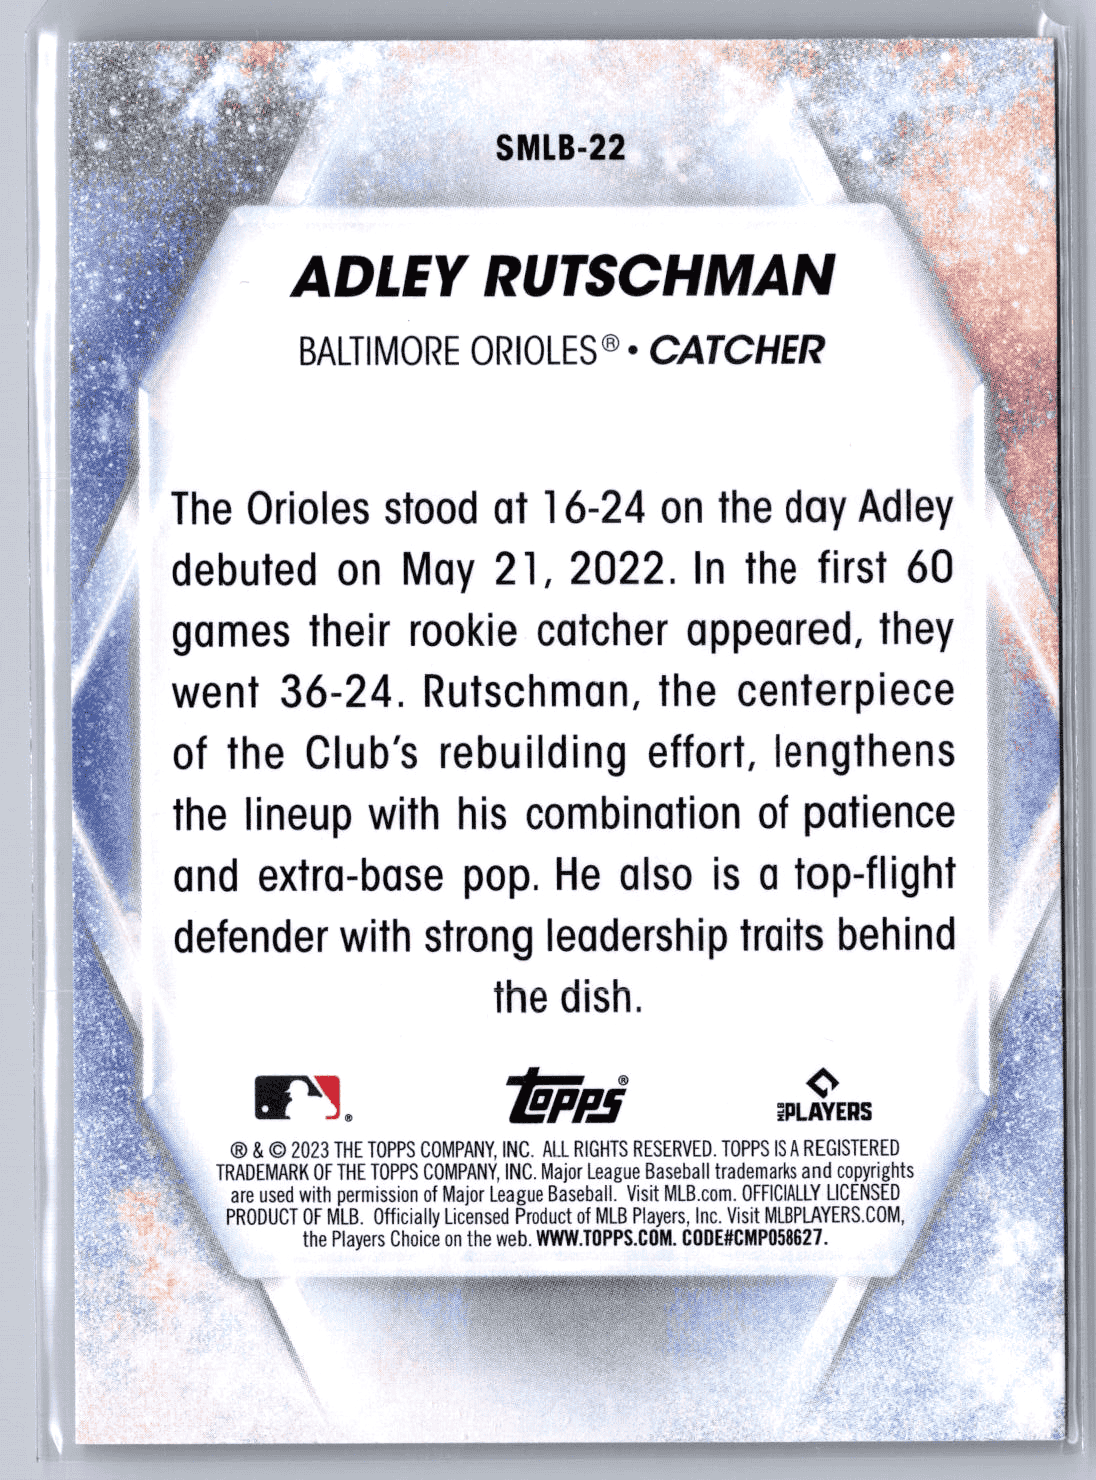 SMLB-22
ADLEY RUTSCHMAN
BALTIMORE ORIOLES® • CATCHER
The Orioles stood at 16-24 on the day Adley
debuted on May 21, 2022. In the first 60
games their rookie catcher appeared, they
went 36-24. Rutschman, the centerpiece
of the Club's rebuilding effort, lengthens
the lineup with his combination of patience
and extra-base pop. He also is a top-flight
defender with strong leadership traits behind
the dish.
®
Topps®
MLB PLAYERS
® & © 2023 THE TOPPS COMPANY, INC. ALL RIGHTS RESERVED. TOPPS IS A REGISTERED
TRADEMARK OF THE TOPPS COMPANY, INC. Major League Baseball trademarks and copyrights
are used with permission of Major League Baseball. Visit MLB.com. OFFICIALLY LICENSED
PRODUCT OF MLB. Officially Licensed Product of MLB Players, Inc. Visit MLBPLAYERS.COM,
the Players Choice on the web. WWW.TOPPS.COM. CODE#CMP058627.